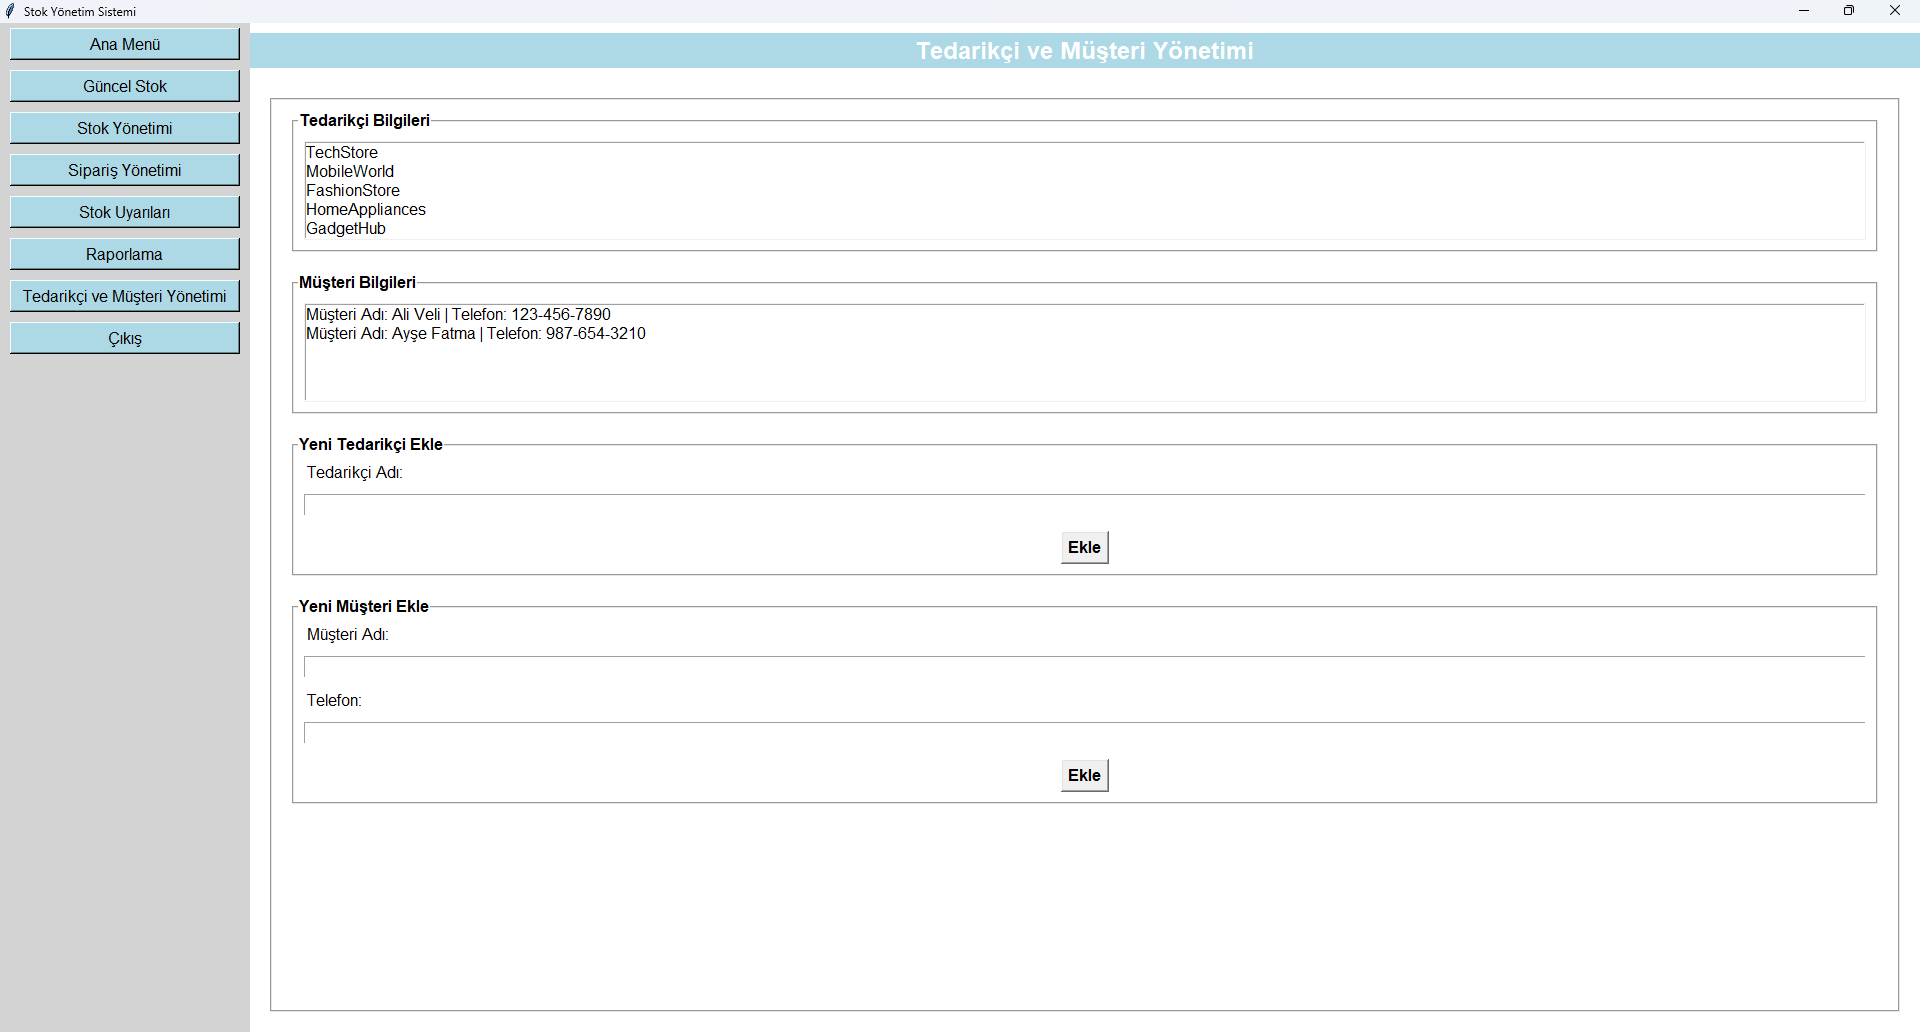 Stok Yönetim Sistemi
Ana Menü
Güncel Stok
Stok Yönetimi
Sipariş Yönetimi
Stok Uyarıları
Raporlama
Tedarikçi ve Müşteri Yönetimi
Çıkış
Tedarikçi ve Müşteri Yönetimi
Tedarikçi Bilgileri
TechStore
MobileWorld
FashionStore
HomeAppliances
GadgetHub
Müşteri Bilgileri
Müşteri Adı: Ali Veli | Telefon: 123-456-7890
Müşteri Adı: Ayşe Fatma | Telefon: 987-654-3210
Yeni Tedarikçi Ekle
Tedarikçi Adı:
Ekle
Yeni Müşteri Ekle
Müşteri Adı:
Telefon:
Ekle